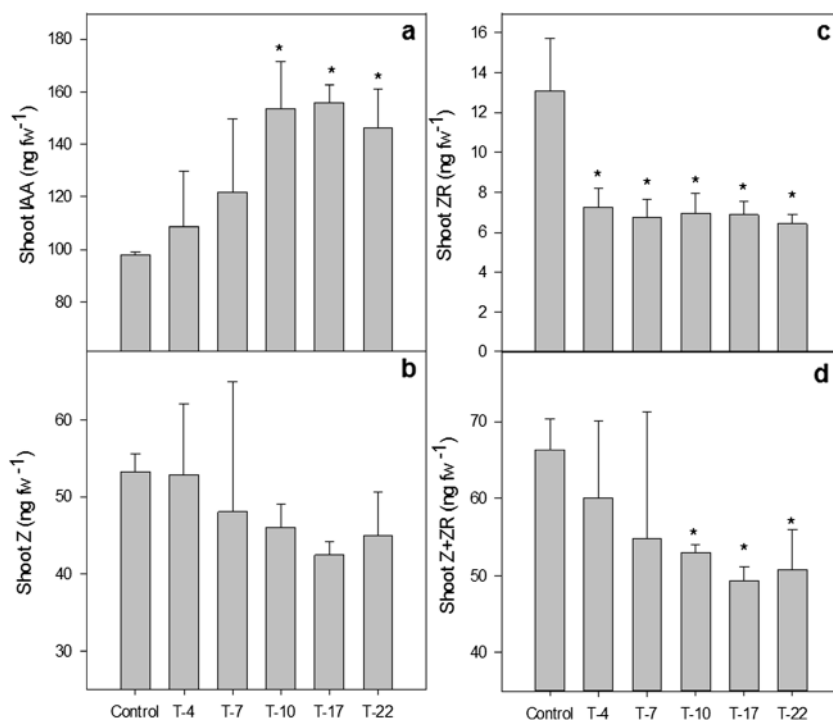 a
180
160
140
120
100
80
Shoot IAA (ng fw⁻¹)
* * *
c
16
14
12
10
8
6
4
2
0
Shoot ZR (ng fw⁻¹)
* * * * *
b
60
50
40
30
Shoot Z (ng fw⁻¹)
Control T-4 T-7 T-10 T-17 T-22
d
70
60
50
40
Shoot Z+ZR (ng fw⁻¹)
* * *
Control T-4 T-7 T-10 T-17 T-22